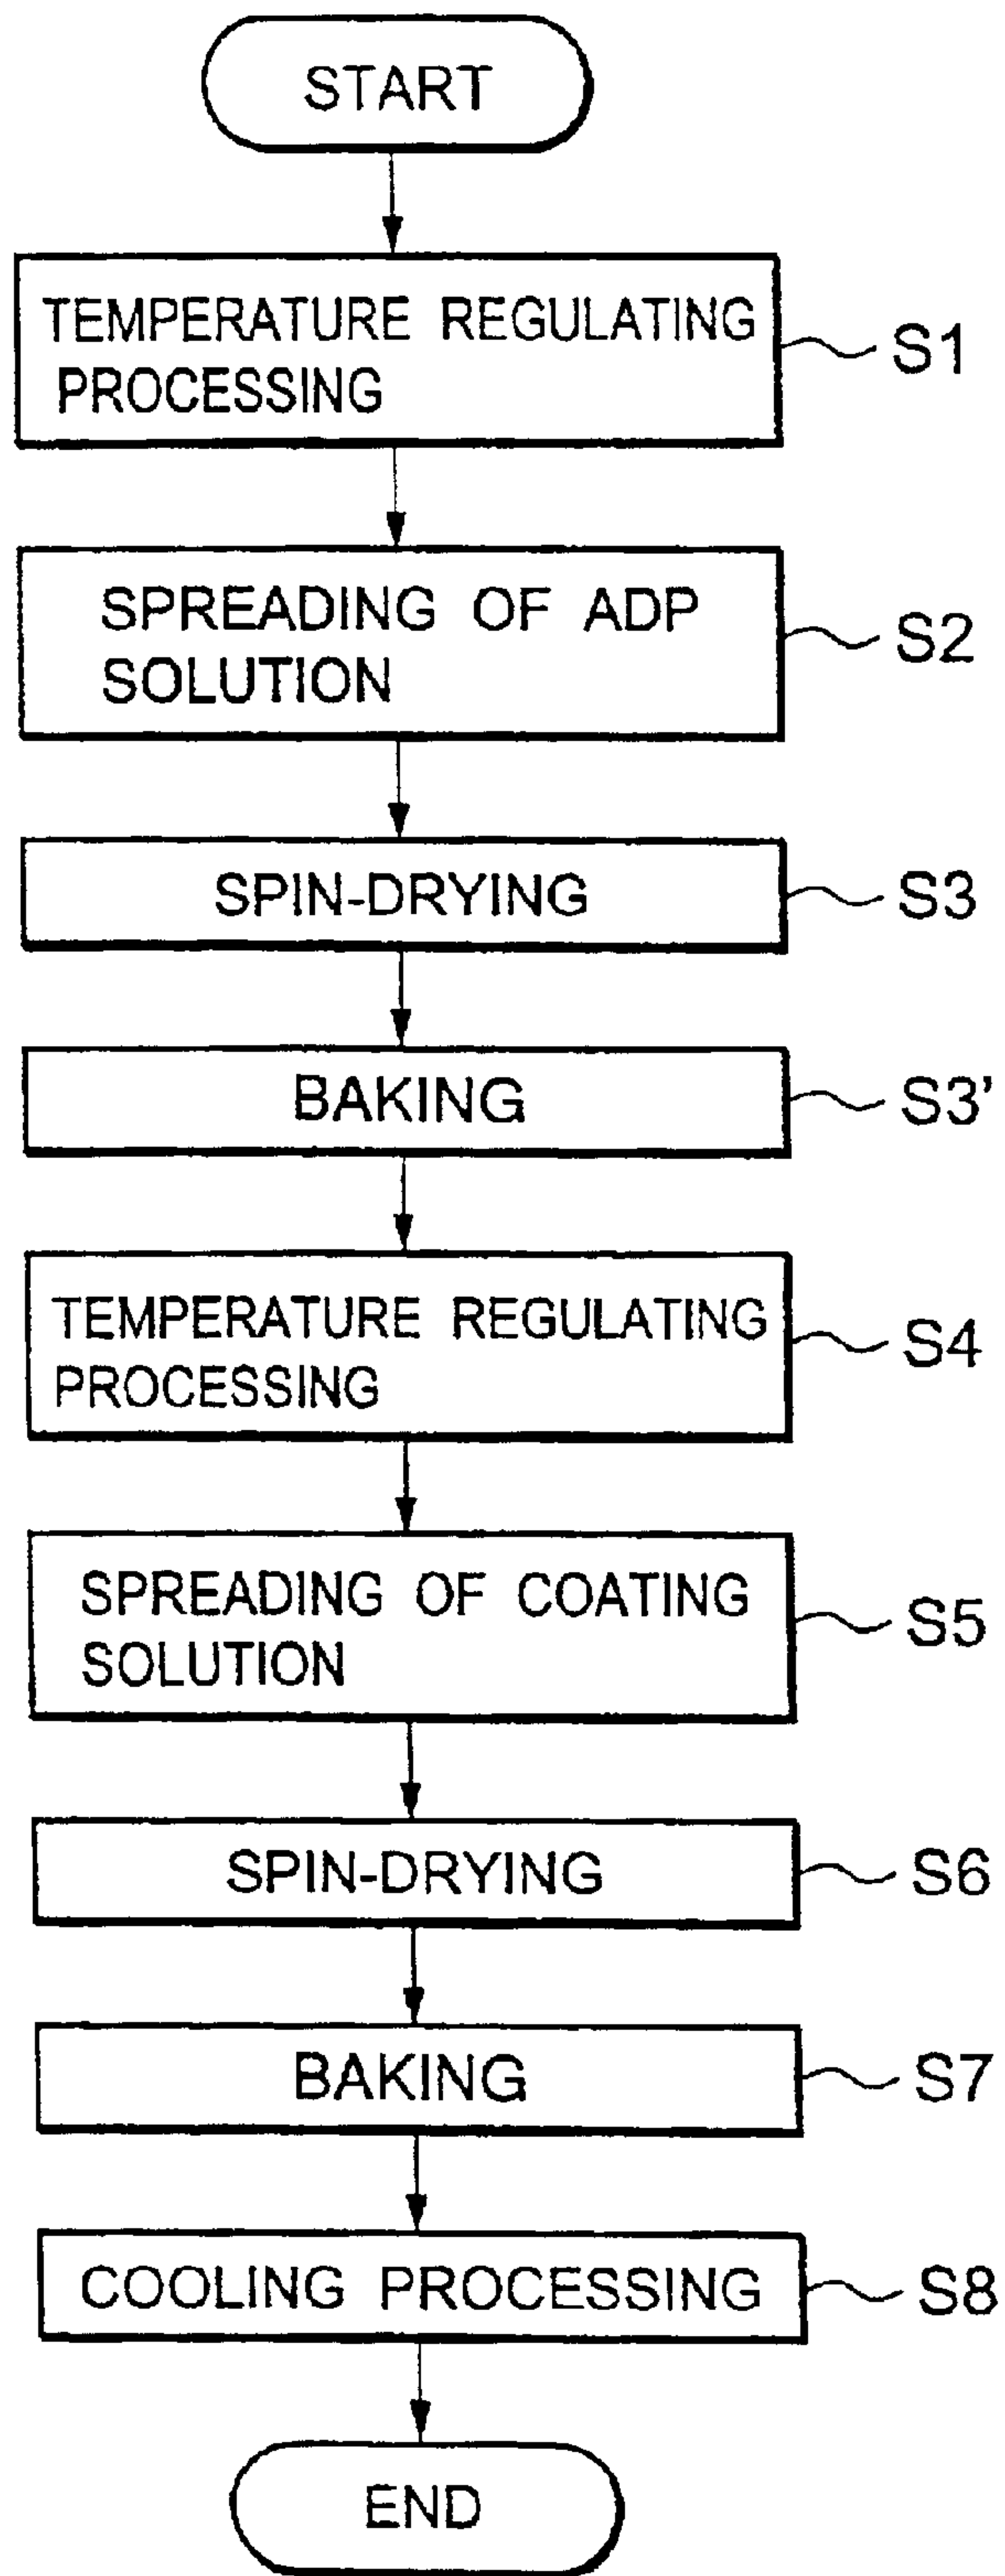 START
TEMPERATURE REGULATING
PROCESSING
S1
SPREADING OF ADP
SOLUTION
S2
SPIN-DRYING
S3
BAKING
S3’
TEMPERATURE REGULATING
PROCESSING
S4
SPREADING OF COATING
SOLUTION
S5
SPIN-DRYING
S6
BAKING
S7
COOLING PROCESSING
S8
END